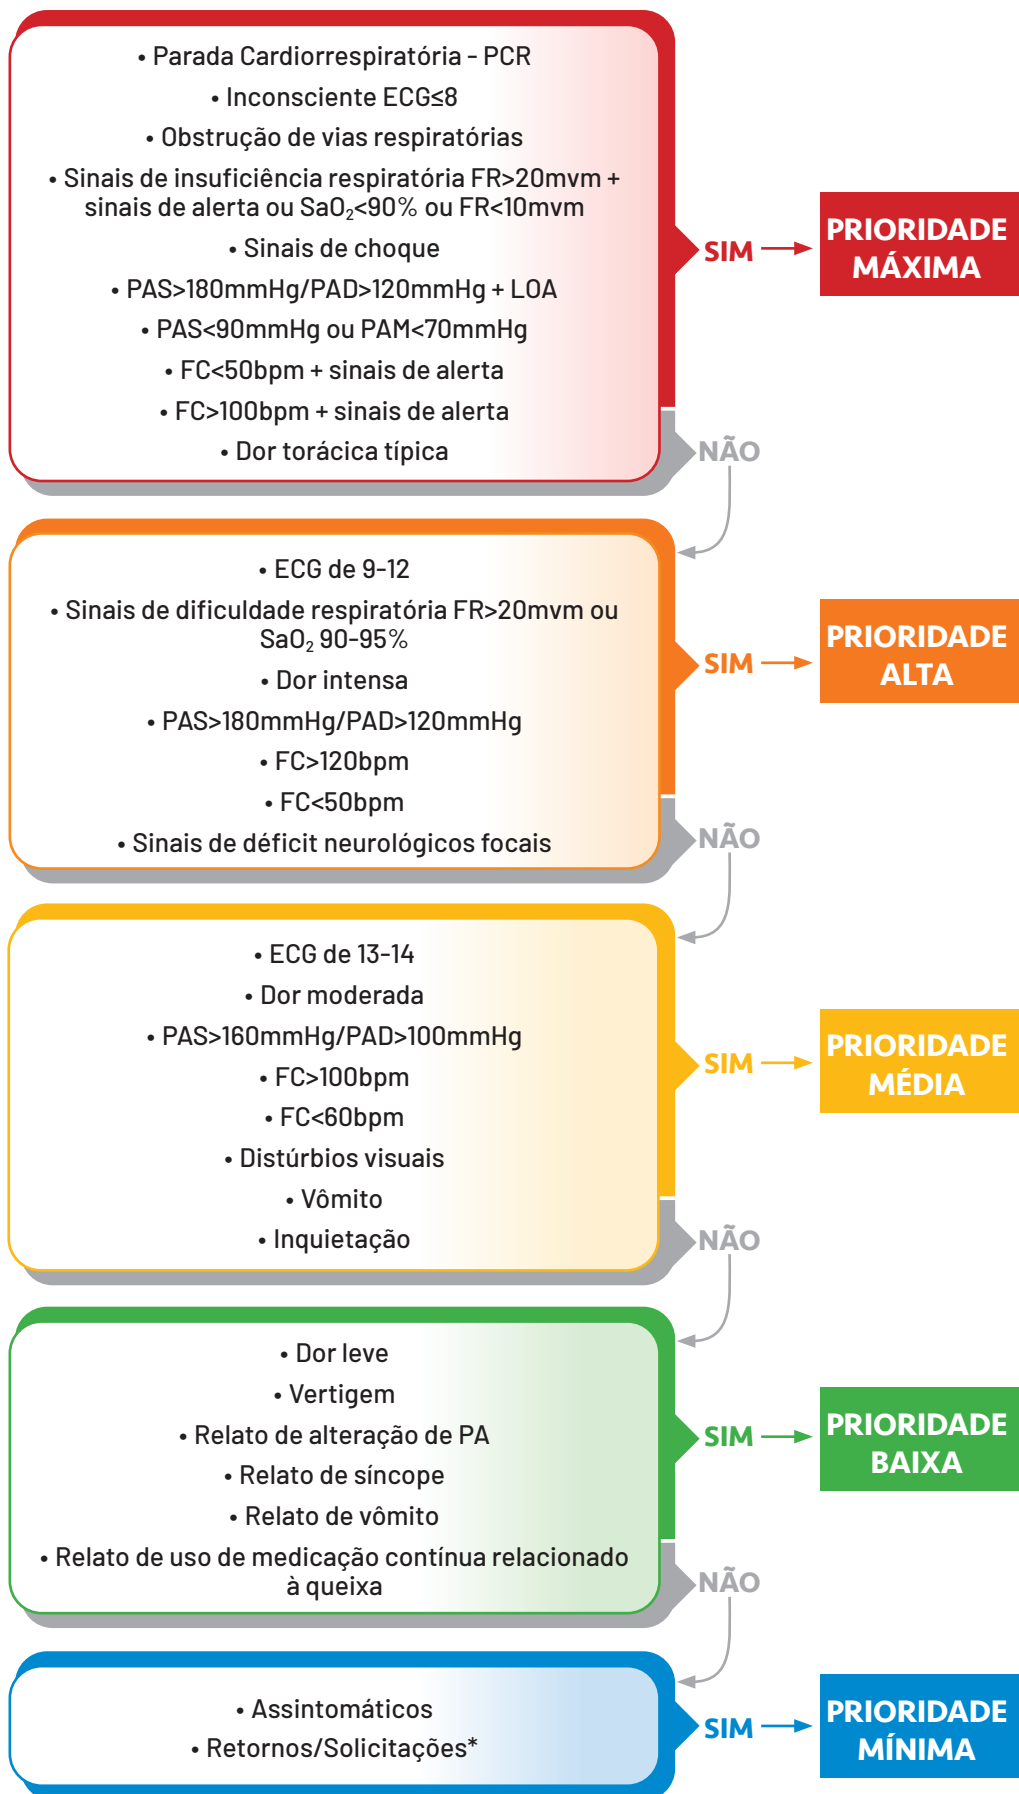 • Parada Cardiorrespiratória - PCR
• Inconsciente ECG≤8
• Obstrução de vias respiratórias
• Sinais de insuficiência respiratória FR>20mvm +
sinais de alerta ou SaO₂<90% ou FR<10mvm
• Sinais de choque
• PAS>180mmHg/PAD>120mmHg + LOA
• PAS<90mmHg ou PAM<70mmHg
• FC<50bpm + sinais de alerta
• FC>100bpm + sinais de alerta
• Dor torácica típica
SIM
PRIORIDADE
MÁXIMA
NÃO
• ECG de 9-12
• Sinais de dificuldade respiratória FR>20mvm ou
SaO₂ 90-95%
• Dor intensa
• PAS>180mmHg/PAD>120mmHg
• FC>120bpm
• FC<50bpm
• Sinais de déficit neurológicos focais
SIM
PRIORIDADE
ALTA
NÃO
• ECG de 13-14
• Dor moderada
• PAS>160mmHg/PAD>100mmHg
• FC>100bpm
• FC<60bpm
• Distúrbios visuais
• Vômito
• Inquietação
SIM
PRIORIDADE
MÉDIA
NÃO
• Dor leve
• Vertigem
• Relato de alteração de PA
• Relato de síncope
• Relato de vômito
• Relato de uso de medicação contínua relacionado
à queixa
SIM
PRIORIDADE
BAIXA
NÃO
• Assintomáticos
• Retornos/Solicitações*
SIM
PRIORIDADE
MÍNIMA